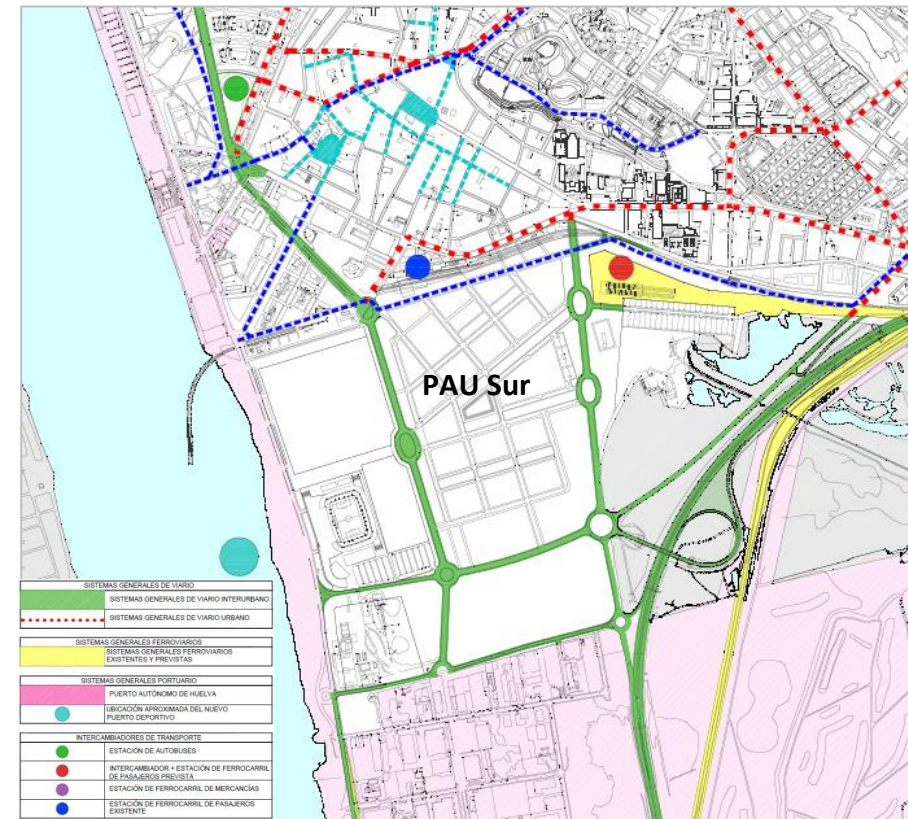 PAU Sur
SISTEMAS GENERALES DE VIARIO
SISTEMAS GENERALES DE VIARIO INTERURBANO
SISTEMAS GENERALES DE VIARIO URBANO
SISTEMAS GENERALES FERROVIARIOS
SISTEMAS GENERALES FERROVIARIOS
EXISTENTES Y PREVISTAS
SISTEMAS GENERALES PORTUARIO
PUERTO AUTÓNOMO DE HUELVA
UBICACIÓN APROXIMADA DEL NUEVO
PUERTO DEPORTIVO
INTERCAMBIADORES DE TRANSPORTE
ESTACIÓN DE AUTOBUSES
INTERCAMBIADOR + ESTACIÓN DE FERROCARRIL
DE PASAJEROS PREVISTA
ESTACIÓN DE FERROCARRIL DE MERCANCÍAS
ESTACIÓN DE FERROCARRIL DE PASAJEROS
EXISTENTE